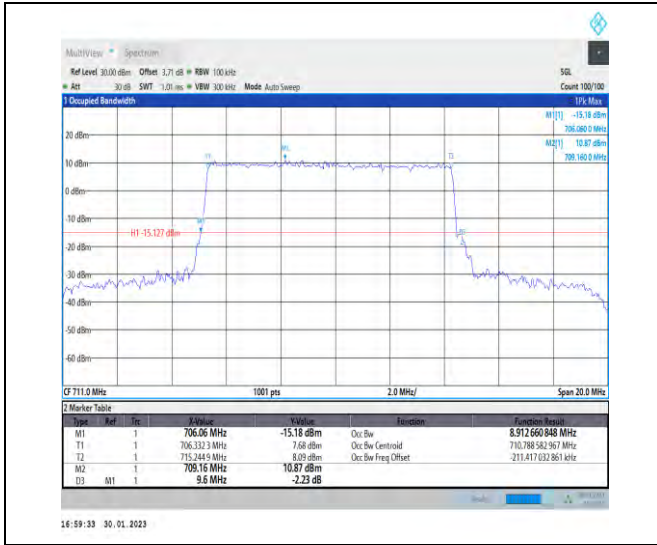 MultiView Spectrum
Ref Level 30.00 dBm Offset 3.71 dB RBW 100 kHz SGL
Att 30 dB SWT 1.01 ms VBW 300 kHz Mode Auto Sweep Count 100/100
1 Occupied Bandwidth 1Pk Max
M1[1] -15.18 dBm
706.060 0 MHz
M2[1] 10.87 dBm
709.160 0 MHz
20 dBm
10 dBm
0 dBm
-10 dBm
H1 -15.127 dBm
-20 dBm
-30 dBm
-40 dBm
-50 dBm
-60 dBm
CF 711.0 MHz 1001 pts 2.0 MHz/ Span 20.0 MHz
2 Marker Table
Type Ref Trc X-Value Y-Value Function Function Result
M1 1 706.06 MHz -15.18 dBm Occ Bw 8.912 660 848 MHz
T1 1 706.332 3 MHz 7.68 dBm Occ Bw Centroid 710.788 582 967 MHz
T2 1 715.244 9 MHz 8.09 dBm Occ Bw Freq Offset -211.417 032 861 kHz
M2 1 709.16 MHz 10.87 dBm
D3 M1 1 9.6 MHz -2.23 dB
16:59:33 30.01.2023